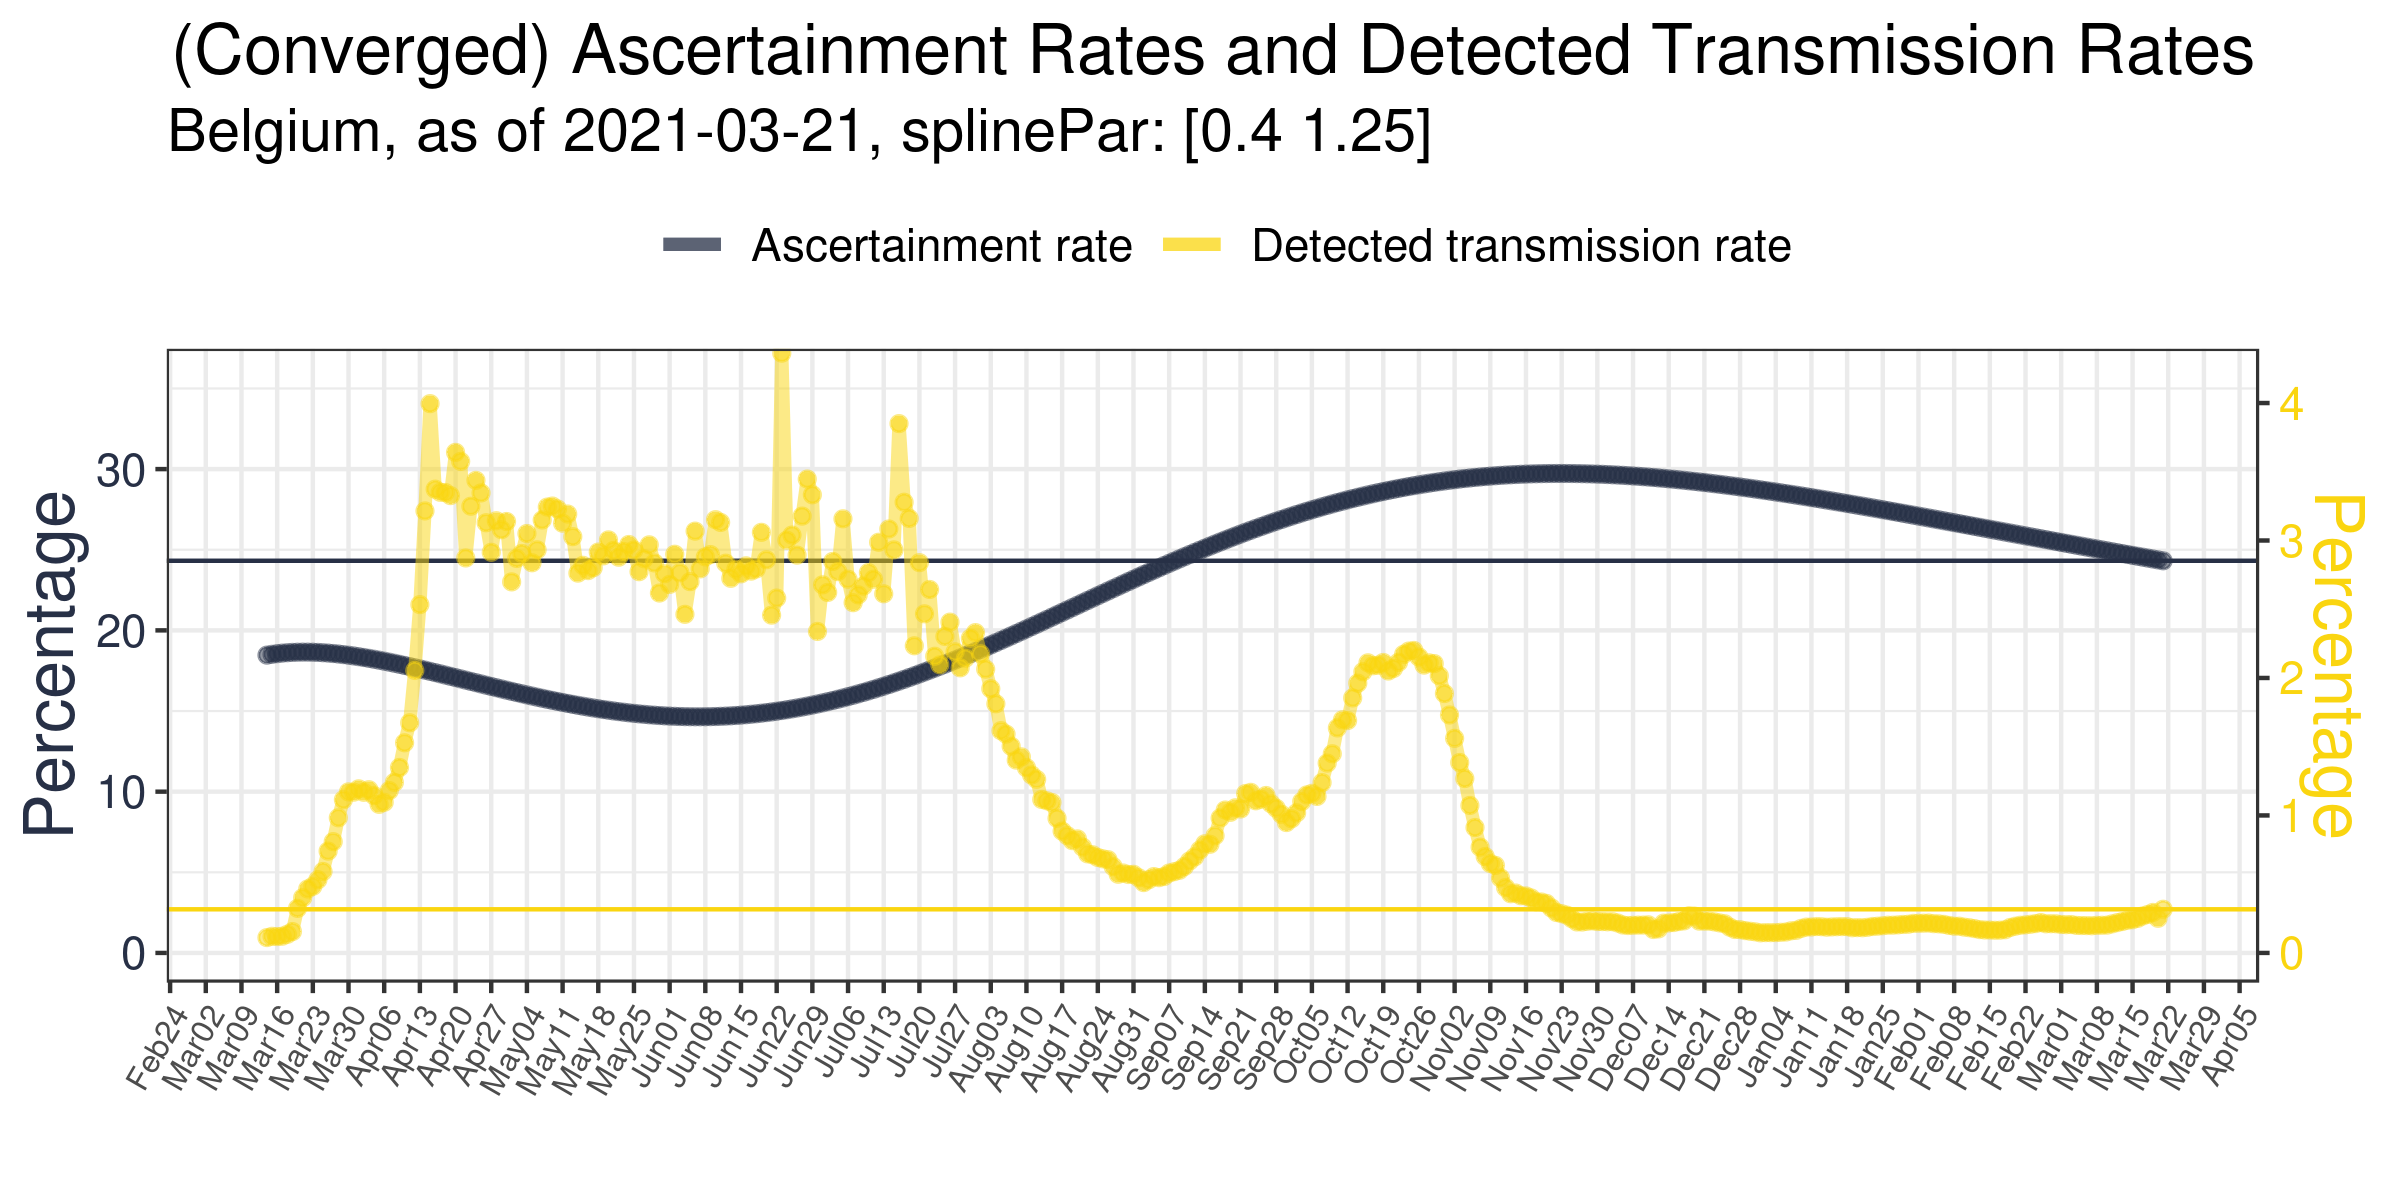 (Converged) Ascertainment Rates and Detected Transmission Rates
Belgium, as of 2021-03-21, splinePar: [0.4 1.25]
Ascertainment rate
Detected transmission rate
Percentage
30
20
10
0
4
3
2
1
0
Percentage
Feb24
Mar02
Mar09
Mar16
Mar23
Mar30
Apr06
Apr13
Apr20
Apr27
May04
May11
May18
May25
Jun01
Jun08
Jun15
Jun22
Jun29
Jul06
Jul13
Jul20
Jul27
Aug03
Aug10
Aug17
Aug24
Aug31
Sep07
Sep14
Sep21
Sep28
Oct05
Oct12
Oct19
Oct26
Nov02
Nov09
Nov16
Nov23
Nov30
Dec07
Dec14
Dec21
Dec28
Jan04
Jan11
Jan18
Jan25
Feb01
Feb08
Feb15
Feb22
Mar01
Mar08
Mar15
Mar22
Mar29
Apr05